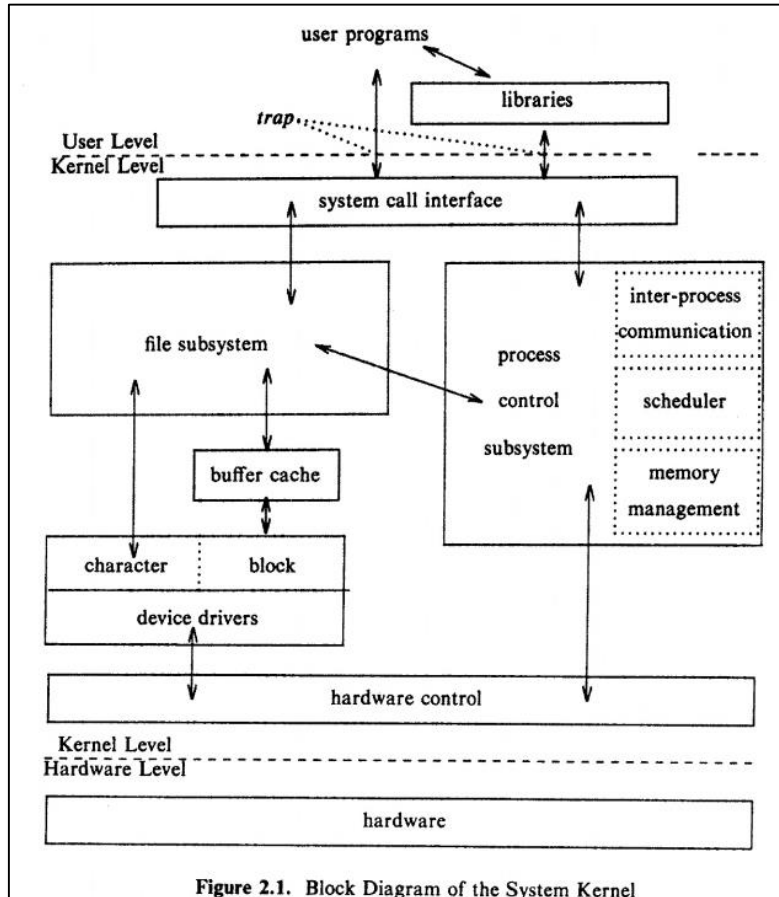 user programs
libraries
trap
User Level
Kernel Level
system call interface
file subsystem
process
control
subsystem
inter-process
communication
scheduler
memory
management
buffer cache
character
block
device drivers
hardware control
Kernel Level
Hardware Level
hardware
Figure 2.1. Block Diagram of the System Kernel